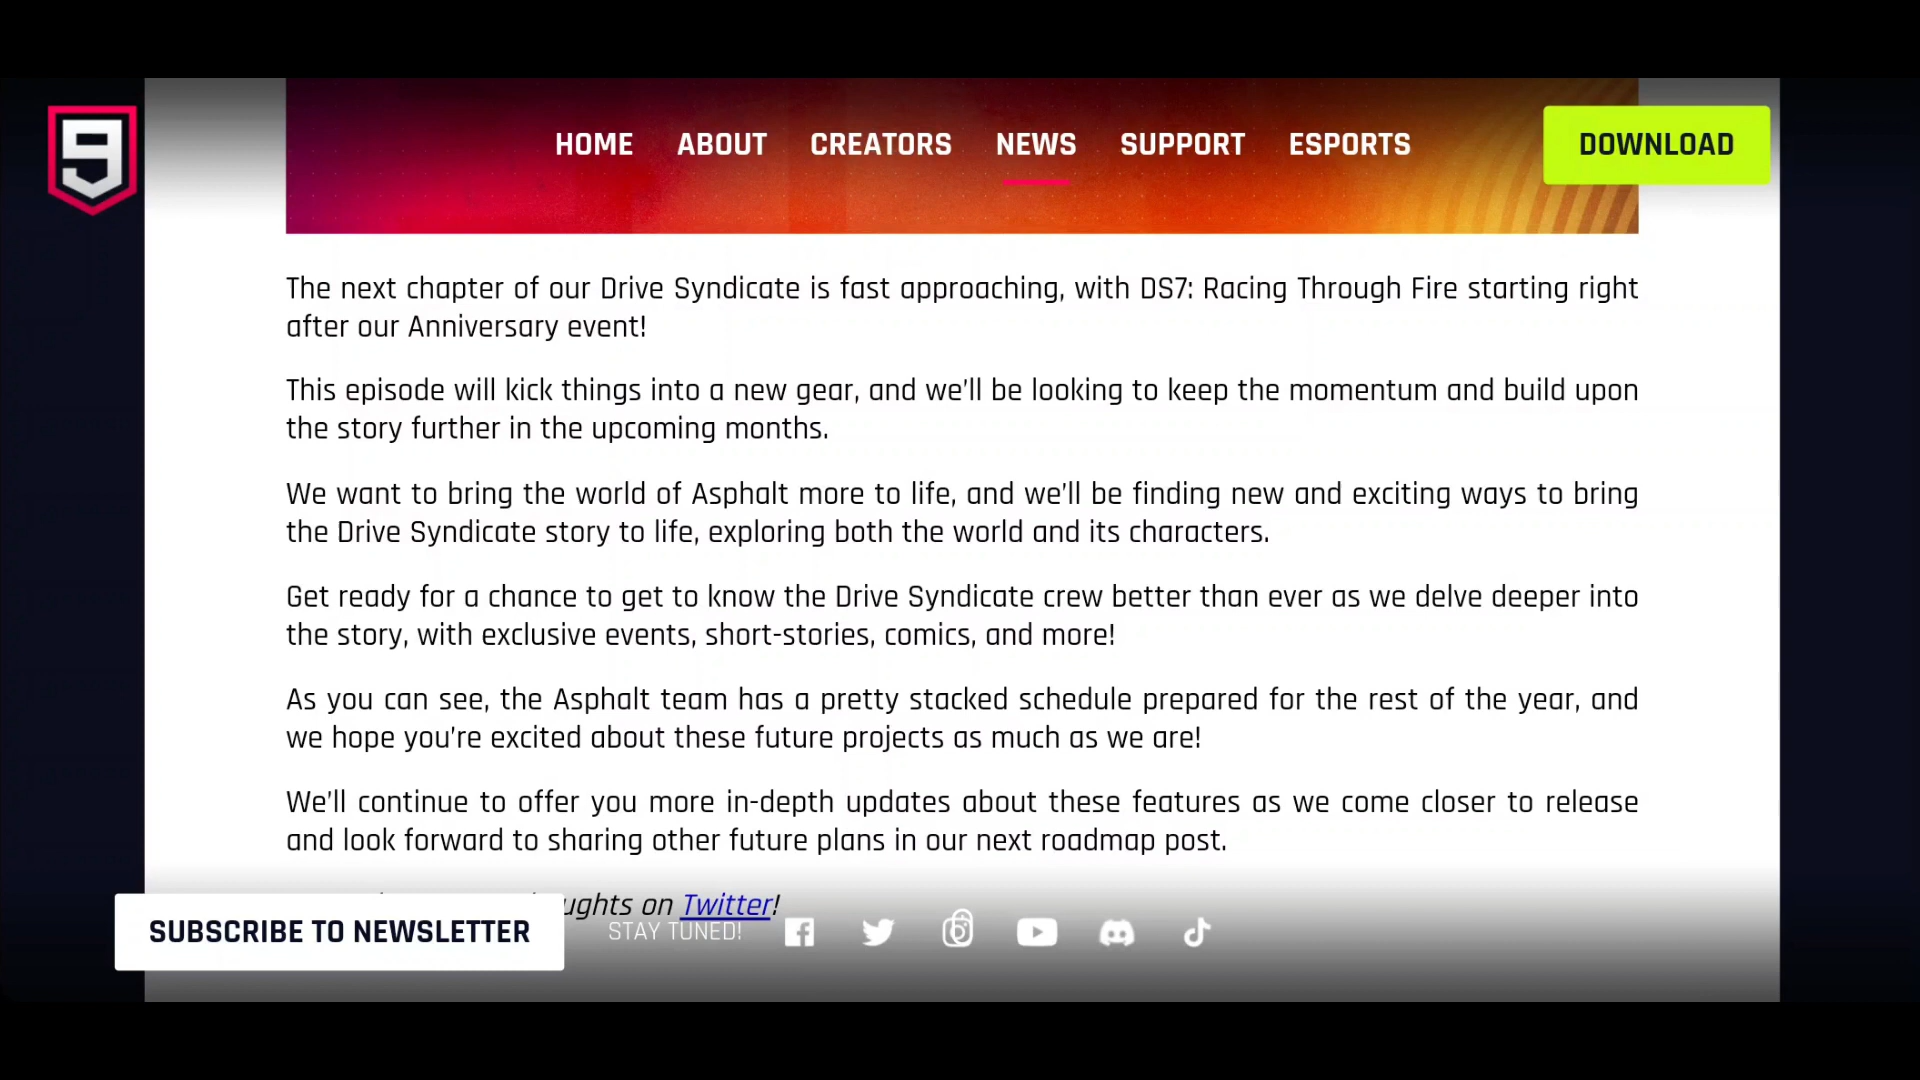 9
HOME ABOUT CREATORS NEWS SUPPORT ESPORTS
DOWNLOAD
The next chapter of our Drive Syndicate is fast approaching, with DS7: Racing Through Fire starting right
after our Anniversary event!
This episode will kick things into a new gear, and we’ll be looking to keep the momentum and build upon
the story further in the upcoming months.
We want to bring the world of Asphalt more to life, and we’ll be finding new and exciting ways to bring
the Drive Syndicate story to life, exploring both the world and its characters.
Get ready for a chance to get to know the Drive Syndicate crew better than ever as we delve deeper into
the story, with exclusive events, short-stories, comics, and more!
As you can see, the Asphalt team has a pretty stacked schedule prepared for the rest of the year, and
we hope you’re excited about these future projects as much as we are!
We’ll continue to offer you more in-depth updates about these features as we come closer to release
and look forward to sharing other future plans in our next roadmap post.
on Twitter!
SUBSCRIBE TO NEWSLETTER
STAY TUNED!